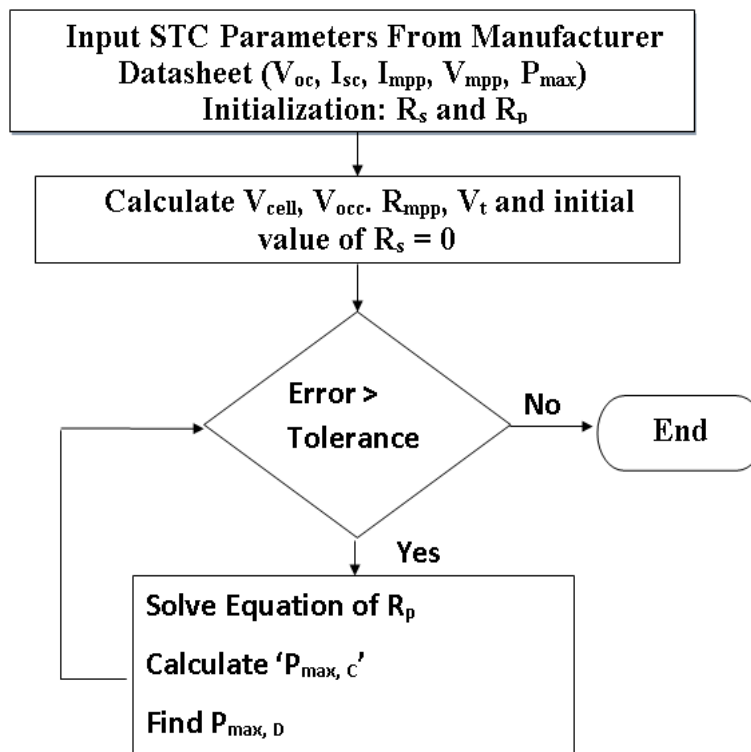 Input STC Parameters From Manufacturer
Datasheet (Voc, Isc, Impp, Vmpp, Pmax)
Initialization: Rs and Rp
Calculate Vcell, Vocc. Rmpp, Vt and initial
value of Rs = 0
Error >
Tolerance
No
End
Yes
Solve Equation of Rp
Calculate ‘Pmax, C’
Find Pmax, D